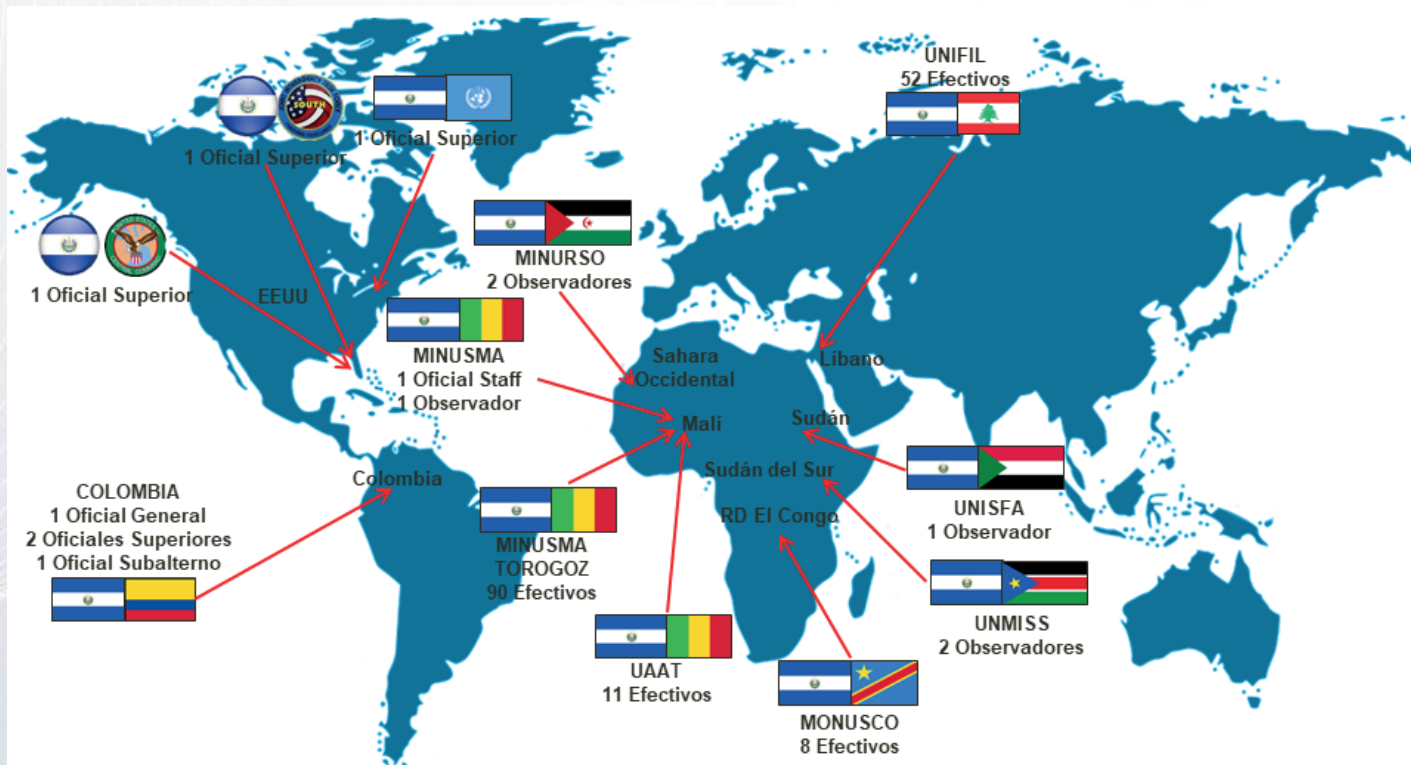 UNIFIL
52 Efectivos
SOUTH
1 Oficial Superior
1 Oficial Superior
1 Oficial Superior
EEUU
MINURSO
2 Observadores
MINUSMA
1 Oficial Staff
1 Observador
Sahara
Occidental
Líbano
Malí
Sudán
Sudán del Sur
RD El Congo
Colombia
COLOMBIA
1 Oficial General
2 Oficiales Superiores
1 Oficial Subalterno
MINUSMA
TOROGOZ
90 Efectivos
UNISFA
1 Observador
UNMISS
2 Observadores
UAAT
11 Efectivos
MONUSCO
8 Efectivos